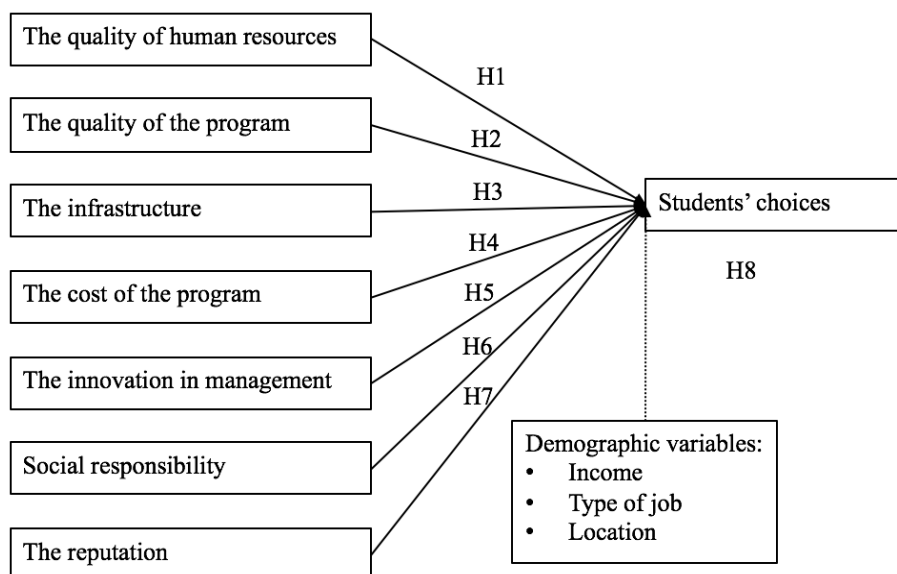 The quality of human resources
H1
The quality of the program
H2
The infrastructure
H3
Students’ choices
H4
H8
The cost of the program
H5
H6
The innovation in management
H7
Demographic variables:
• Income
• Type of job
• Location
Social responsibility
The reputation